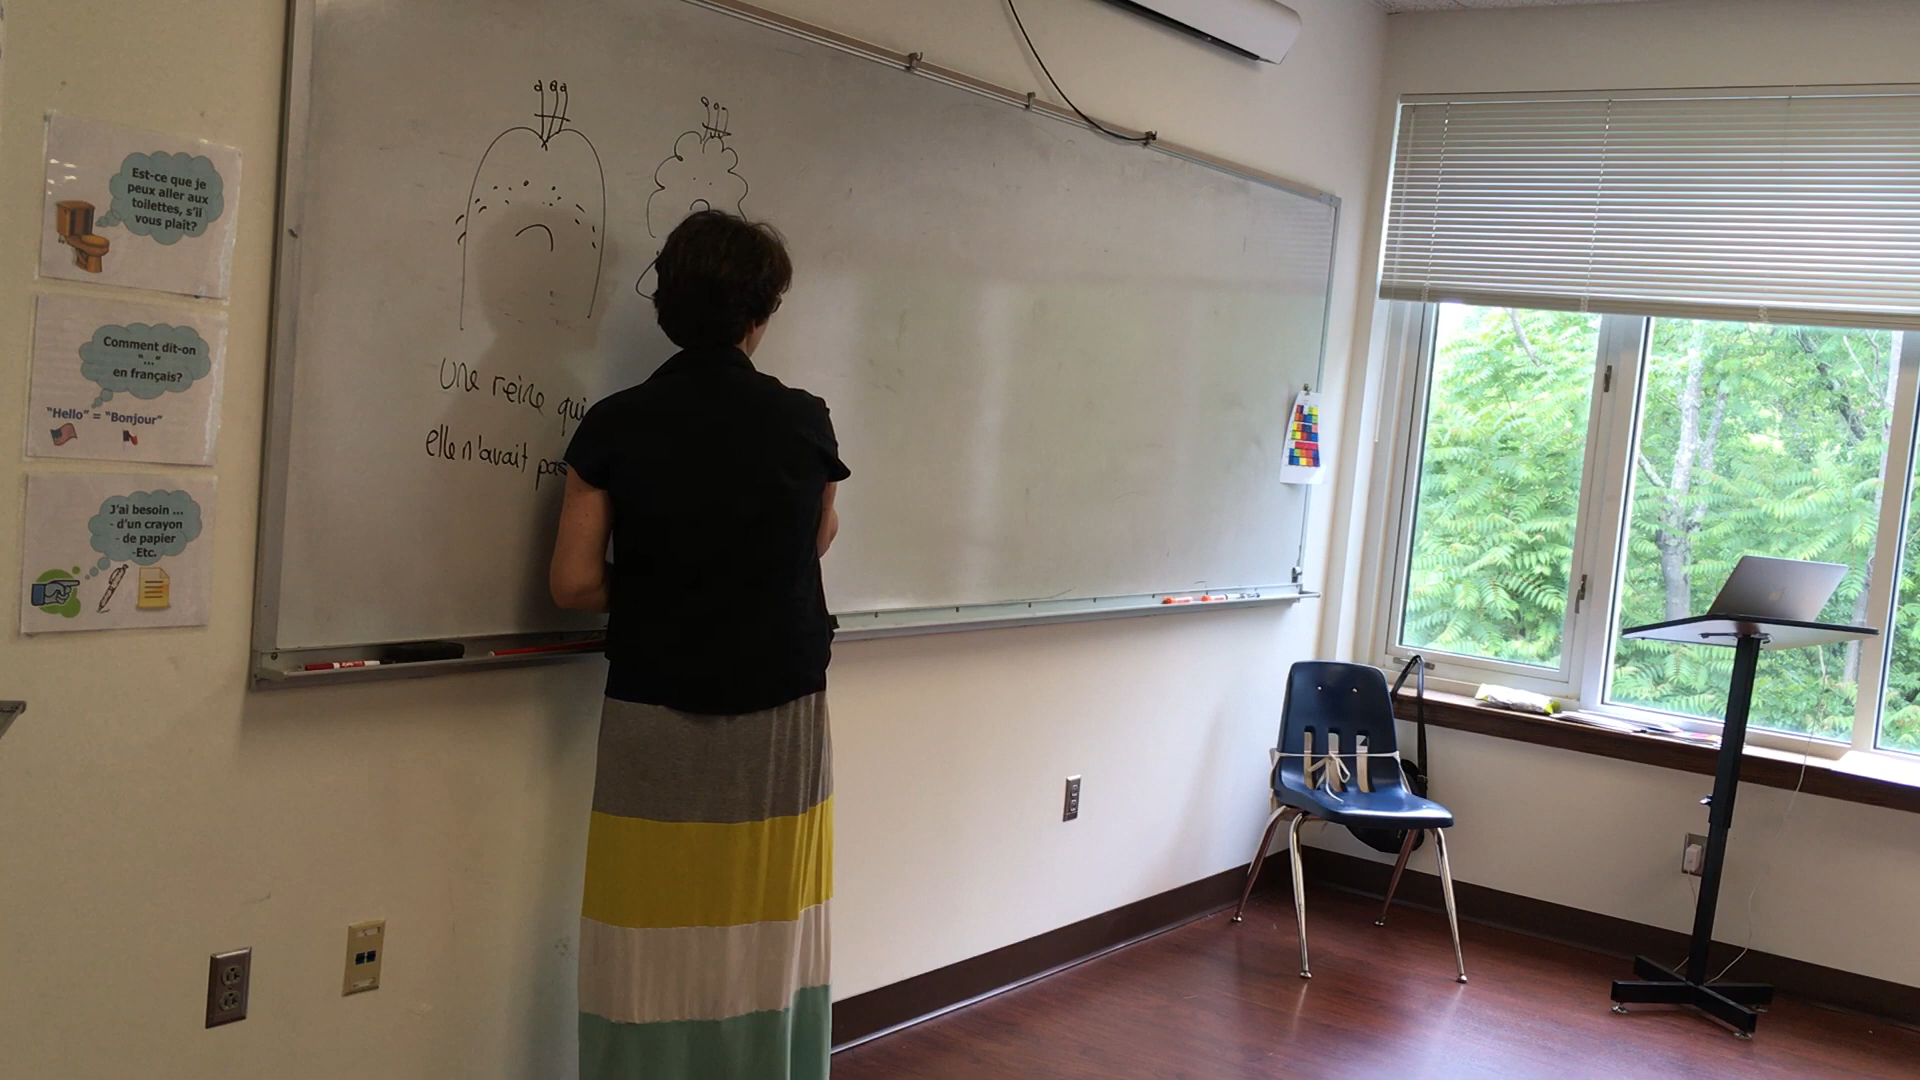 Est-ce que je
peux aller aux
toilettes, s'il
vous plaît?
Comment dit-on
"..."
en français?
"Hello" = "Bonjour"
J'ai besoin ...
- d'un crayon
- de papier
-Etc.
une reine qui
elle n'avait pas